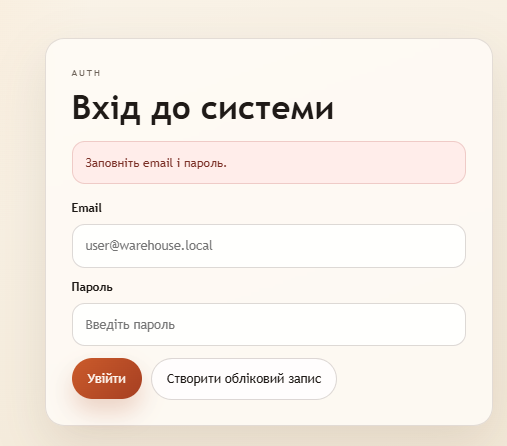 AUTH
Вхід до системи
Заповніть email і пароль.
Email
user@warehouse.local
Пароль
Введіть пароль
Увійти
Створити обліковий запис